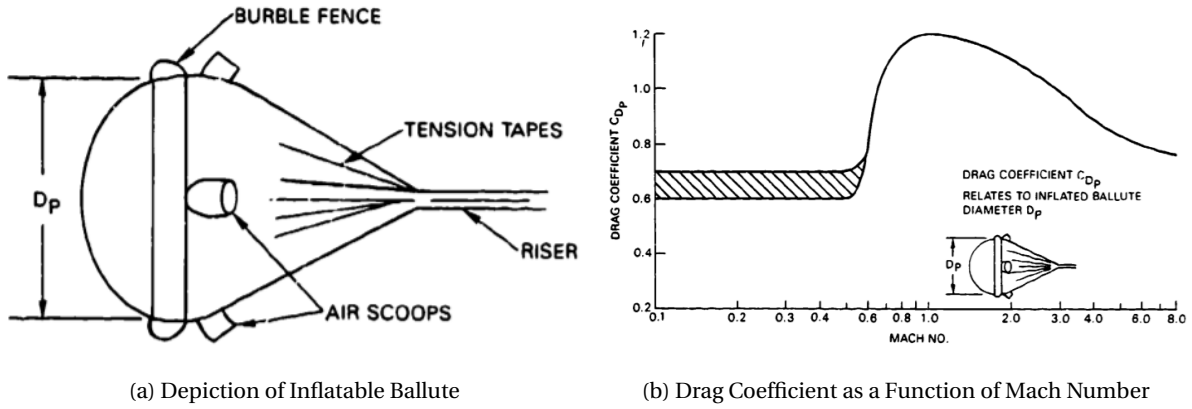 BURBLE FENCE
TENSION TAPES
Dp
RISER
AIR SCOOPS
(a) Depiction of Inflatable Ballute
DRAG COEFFICIENT CDp
1.2
1.0
0.8
0.6
0.4
0.2
0.1 0.2 0.3 0.4 0.6 0.8 1.0 2.0 4.0 6.0 8.0
MACH NO.
DRAG COEFFICIENT CDp
RELATES TO INFLATED BALLUTE
DIAMETER Dp
Dp
(b) Drag Coefficient as a Function of Mach Number